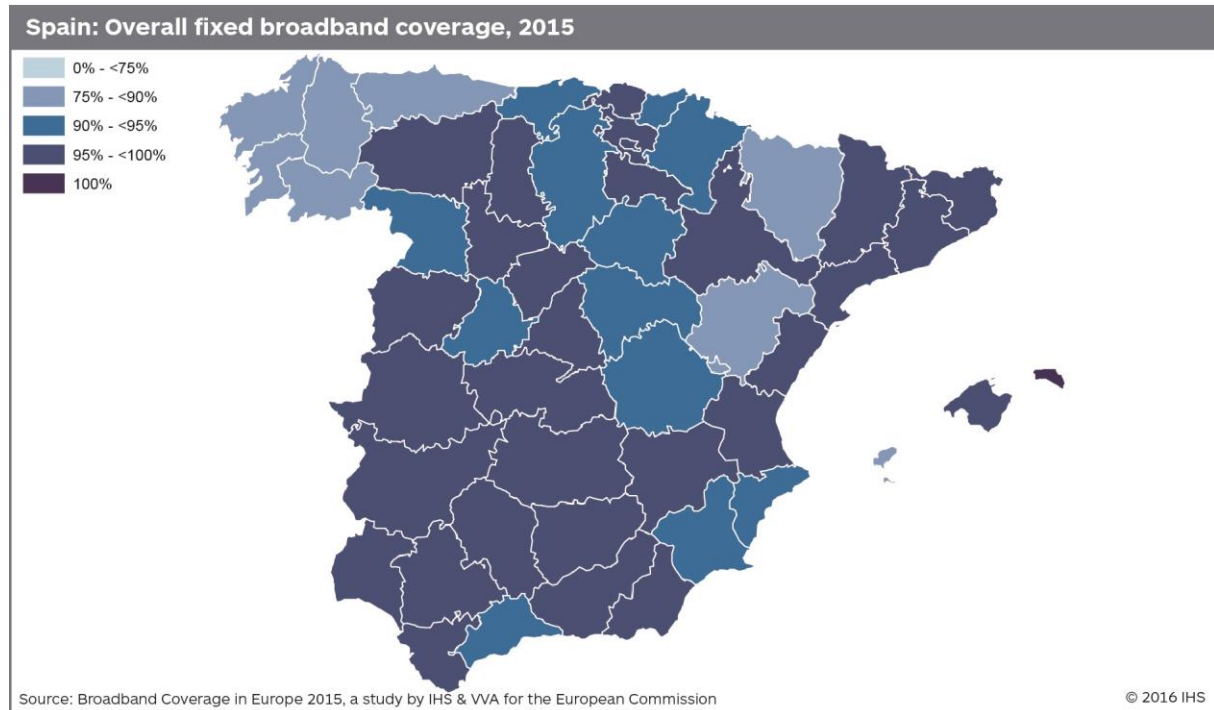 Spain: Overall fixed broadband coverage, 2015
0% - <75%
75% - <90%
90% - <95%
95% - <100%
100%
Source: Broadband Coverage in Europe 2015, a study by IHS & VVA for the European Commission
© 2016 IHS